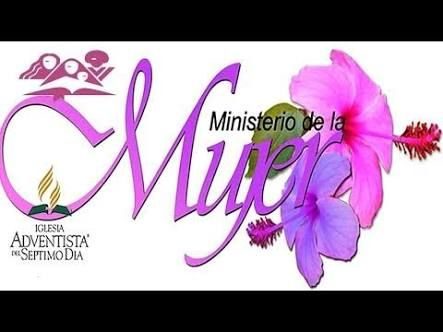 Ministerio de la
Mujer
IGLESIA
ADVENTISTA
DEL SEPTIMO DIA